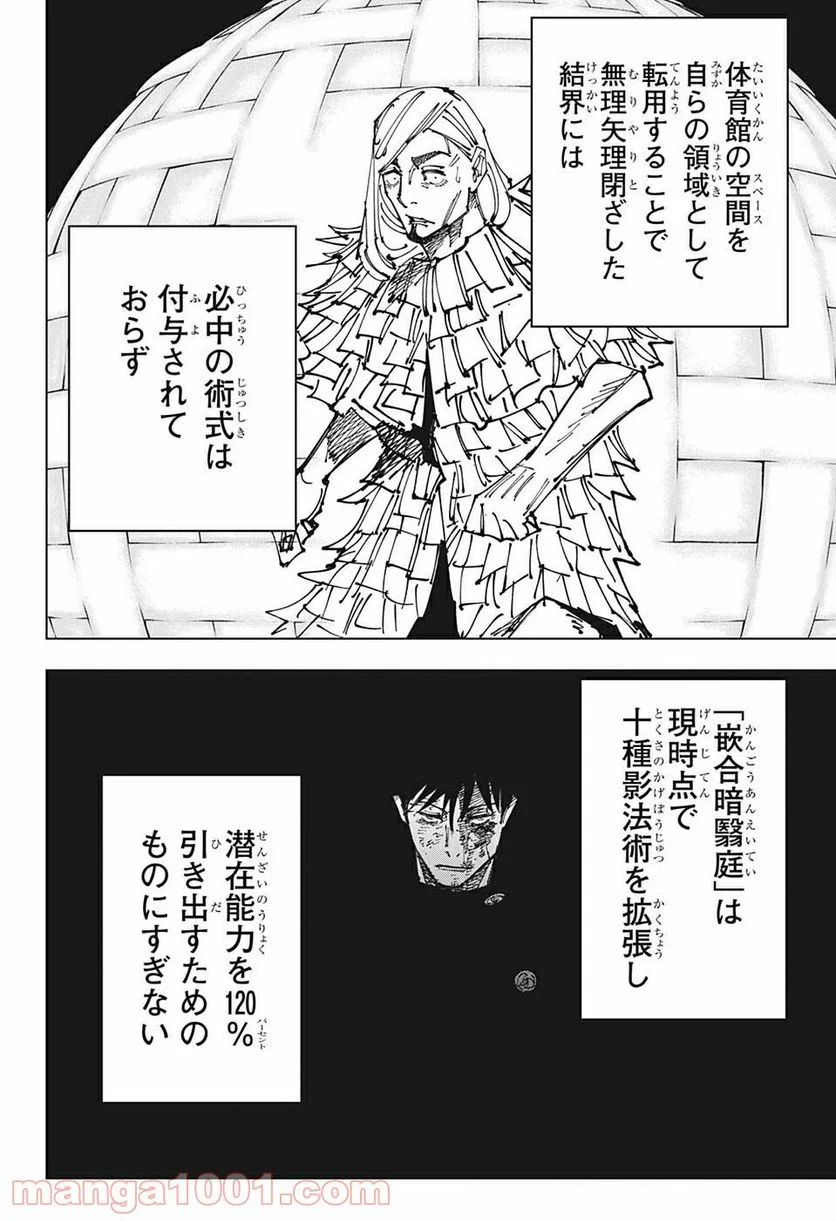 体育館の空間を
自らの領域として
転用することで
無理矢理閉ざした
結界には
必中の術式は
付与されて
おらず
「嵌合暗翳庭」は
現時点で
十種影法術を拡張し
潜在能力を120%
引き出すための
ものにすぎない
manga1001.com